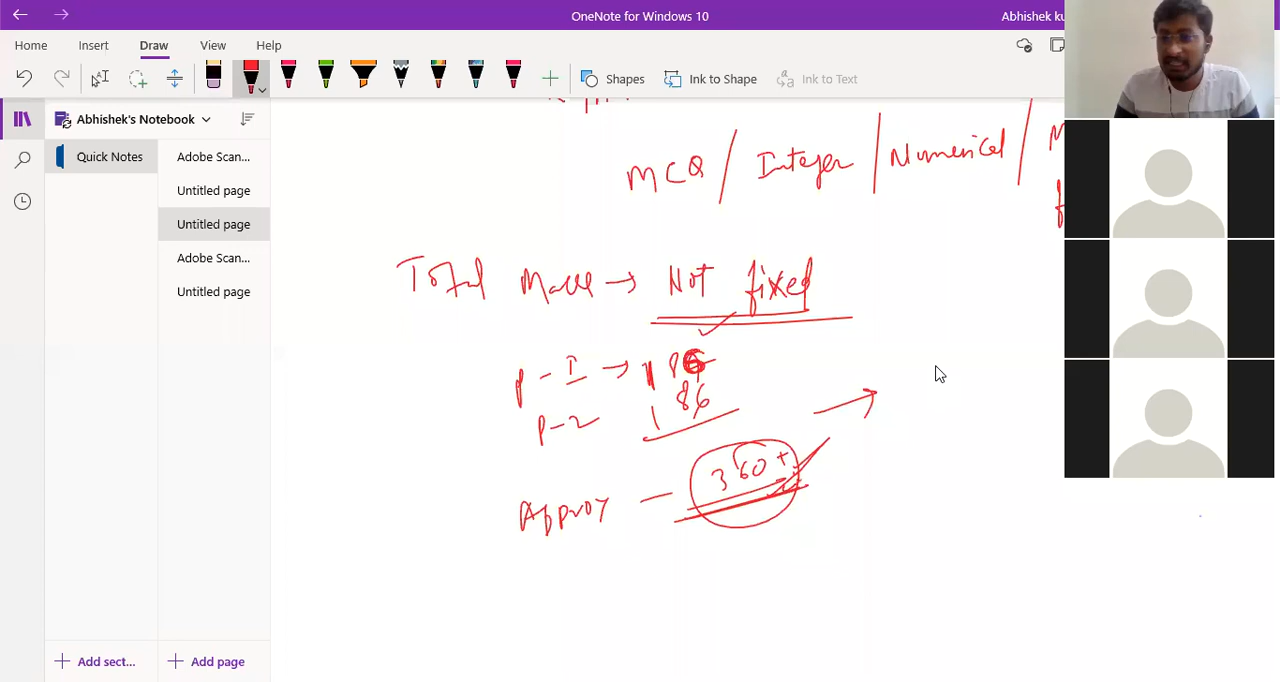 OneNote for Windows 10
Abhishek ku
Home Insert Draw View Help
Shapes Ink to Shape Ink to Text
Abhishek's Notebook
Quick Notes
Adobe Scan...
Untitled page
Untitled page
Adobe Scan...
Untitled page
MCQ / Integer / Numerical / M
Total → Not fixed
P-I → 186
P-2 186
Approx - 360+
+ Add sect... + Add page